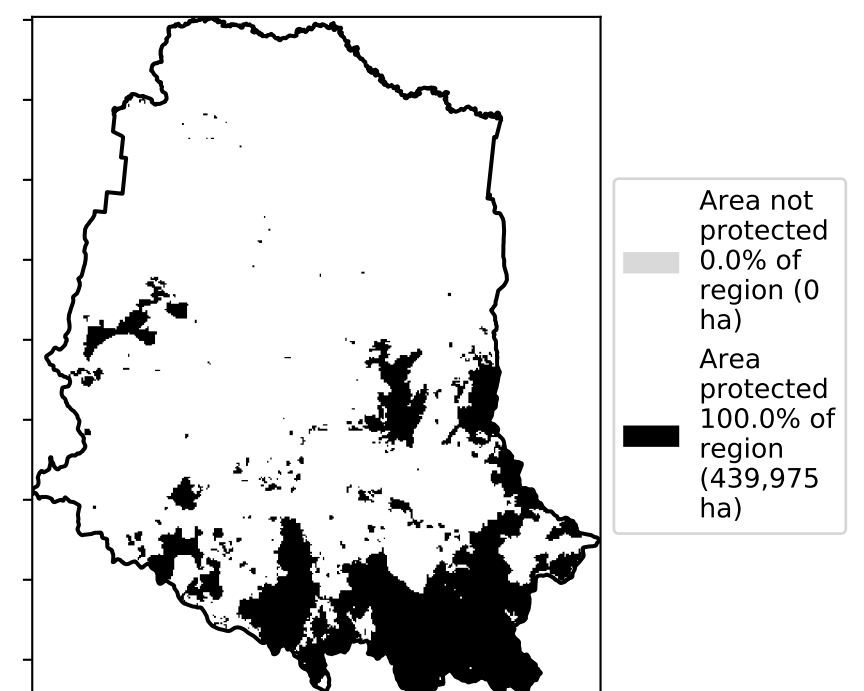 Area not
protected
0.0% of
region (0
ha)
Area
protected
100.0% of
region
(439,975
ha)